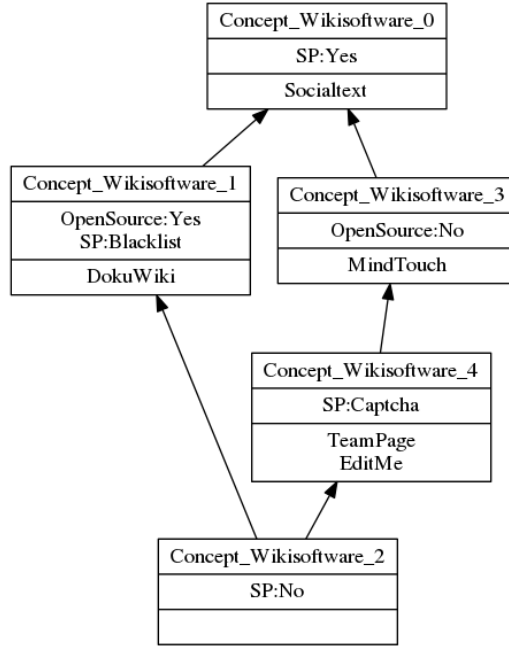 Concept_Wikisoftware_0
SP:Yes
Socialtext
Concept_Wikisoftware_1
OpenSource:Yes
SP:Blacklist
DokuWiki
Concept_Wikisoftware_3
OpenSource:No
MindTouch
Concept_Wikisoftware_4
SP:Captcha
TeamPage
EditMe
Concept_Wikisoftware_2
SP:No